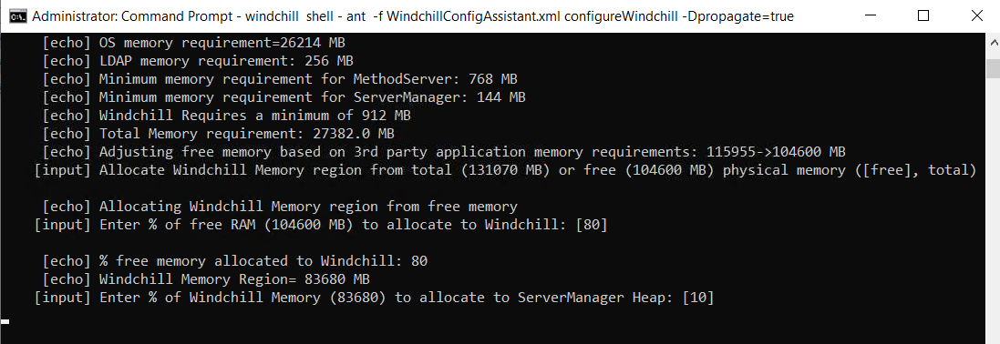 Administrator: Command Prompt - windchill shell - ant -f WindchillConfigAssistant.xml configureWindchill -Dpropagate=true
[echo] OS memory requirement=26214 MB
[echo] LDAP memory requirement: 256 MB
[echo] Minimum memory requirement for MethodServer: 768 MB
[echo] Minimum memory requirement for ServerManager: 144 MB
[echo] Windchill Requires a minimum of 912 MB
[echo] Total Memory requirement: 27382.0 MB
[echo] Adjusting free memory based on 3rd party application memory requirements: 115955->104600 MB
[input] Allocate Windchill Memory region from total (131070 MB) or free (104600 MB) physical memory ([free], total)
[echo] Allocating Windchill Memory region from free memory
[input] Enter % of free RAM (104600 MB) to allocate to Windchill: [80]
[echo] % free memory allocated to Windchill: 80
[echo] Windchill Memory Region= 83680 MB
[input] Enter % of Windchill Memory (83680) to allocate to ServerManager Heap: [10]